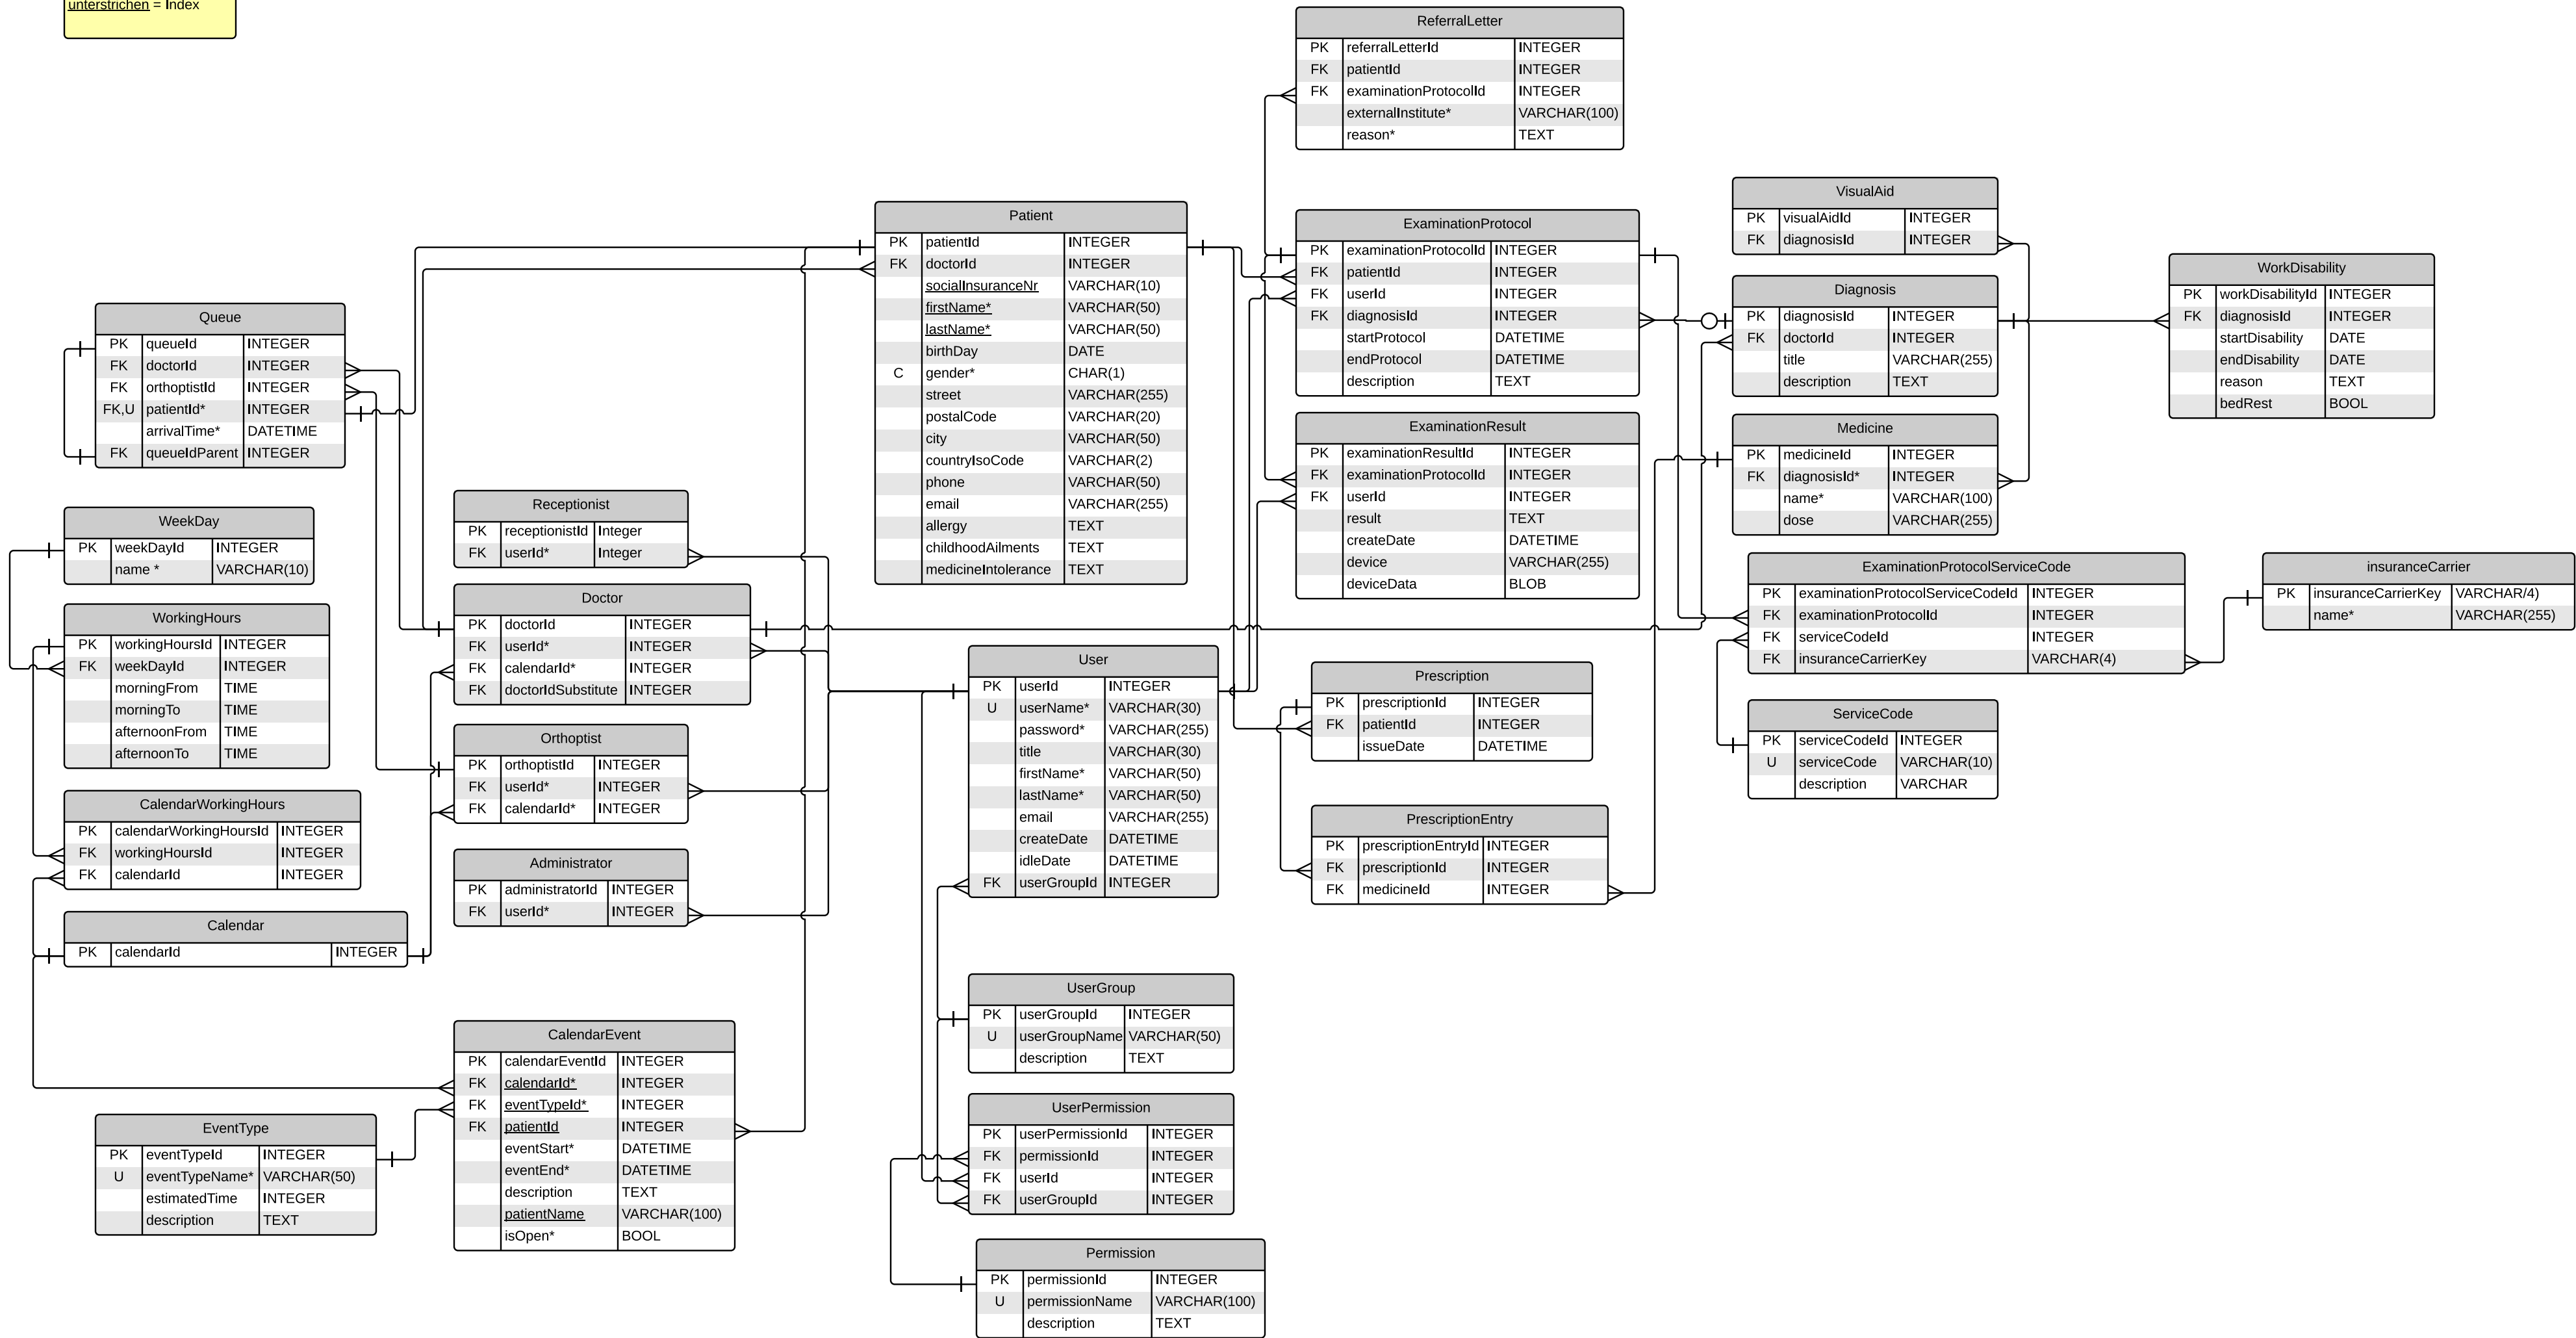 unterstrichen = Index
ReferralLetter
PK referralLetterId INTEGER
FK patientId INTEGER
FK examinationProtocolId INTEGER
externalInstitute* VARCHAR(100)
reason* TEXT
Patient
PK patientId INTEGER
FK doctorId INTEGER
socialInsuranceNr VARCHAR(10)
firstName* VARCHAR(50)
lastName* VARCHAR(50)
birthDay DATE
C gender* CHAR(1)
street VARCHAR(255)
postalCode VARCHAR(20)
city VARCHAR(50)
countryIsoCode VARCHAR(2)
phone VARCHAR(50)
email VARCHAR(255)
allergy TEXT
childhoodAilments TEXT
medicineIntolerance TEXT
ExaminationProtocol
PK examinationProtocolId INTEGER
FK patientId INTEGER
FK userId INTEGER
FK diagnosisId INTEGER
startProtocol DATETIME
endProtocol DATETIME
description TEXT
VisualAid
PK visualAidId INTEGER
FK diagnosisId INTEGER
Diagnosis
PK diagnosisId INTEGER
FK doctorId INTEGER
title VARCHAR(255)
description TEXT
WorkDisability
PK workDisabilityId INTEGER
FK diagnosisId INTEGER
startDisability DATE
endDisability DATE
reason TEXT
bedRest BOOL
Queue
PK queueId INTEGER
FK doctorId INTEGER
FK orthoptistId INTEGER
FK,U patientId* INTEGER
arrivalTime* DATETIME
FK queueIdParent INTEGER
ExaminationResult
PK examinationResultId INTEGER
FK examinationProtocolId INTEGER
FK userId INTEGER
result TEXT
createDate DATETIME
device VARCHAR(255)
deviceData BLOB
Medicine
PK medicineId INTEGER
FK diagnosisId* INTEGER
name* VARCHAR(100)
dose VARCHAR(255)
WeekDay
PK weekDayId INTEGER
name * VARCHAR(10)
Receptionist
PK receptionistId Integer
FK userId* Integer
ExaminationProtocolServiceCode
PK examinationProtocolServiceCodeId INTEGER
FK examinationProtocolId INTEGER
FK serviceCodeId INTEGER
FK insuranceCarrierKey VARCHAR(4)
insuranceCarrier
PK insuranceCarrierKey VARCHAR/4)
name* VARCHAR(255)
WorkingHours
PK workingHoursId INTEGER
FK weekDayId INTEGER
morningFrom TIME
morningTo TIME
afternoonFrom TIME
afternoonTo TIME
Doctor
PK doctorId INTEGER
FK userId* INTEGER
FK calendarId* INTEGER
FK doctorIdSubstitute INTEGER
User
PK userId INTEGER
U userName* VARCHAR(30)
password* VARCHAR(255)
title VARCHAR(30)
firstName* VARCHAR(50)
lastName* VARCHAR(50)
email VARCHAR(255)
createDate DATETIME
idleDate DATETIME
FK userGroupId INTEGER
Prescription
PK prescriptionId INTEGER
FK patientId INTEGER
issueDate DATETIME
ServiceCode
PK serviceCodeId INTEGER
U serviceCode VARCHAR(10)
description VARCHAR
Orthoptist
PK orthoptistId INTEGER
FK userId* INTEGER
FK calendarId* INTEGER
CalendarWorkingHours
PK calendarWorkingHoursId INTEGER
FK workingHoursId INTEGER
FK calendarId INTEGER
PrescriptionEntry
PK prescriptionEntryId INTEGER
FK prescriptionId INTEGER
FK medicineId INTEGER
Administrator
PK administratorId INTEGER
FK userId* INTEGER
Calendar
PK calendarId INTEGER
UserGroup
PK userGroupId INTEGER
U userGroupName VARCHAR(50)
description TEXT
CalendarEvent
PK calendarEventId INTEGER
FK calendarId* INTEGER
FK eventTypeId* INTEGER
FK patientId INTEGER
eventStart* DATETIME
eventEnd* DATETIME
description TEXT
patientName VARCHAR(100)
isOpen* BOOL
UserPermission
PK userPermissionId INTEGER
FK permissionId INTEGER
FK userId INTEGER
FK userGroupId INTEGER
EventType
PK eventTypeId INTEGER
U eventTypeName* VARCHAR(50)
estimatedTime INTEGER
description TEXT
Permission
PK permissionId INTEGER
U permissionName VARCHAR(100)
description TEXT